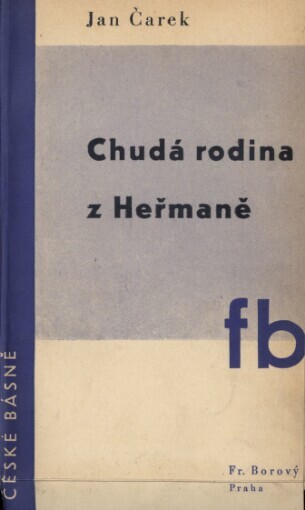 Jan Čarek
Chudá rodina
z Heřmaně
fb
ČESKÉ BÁSNĚ
Fr. Borový
Praha